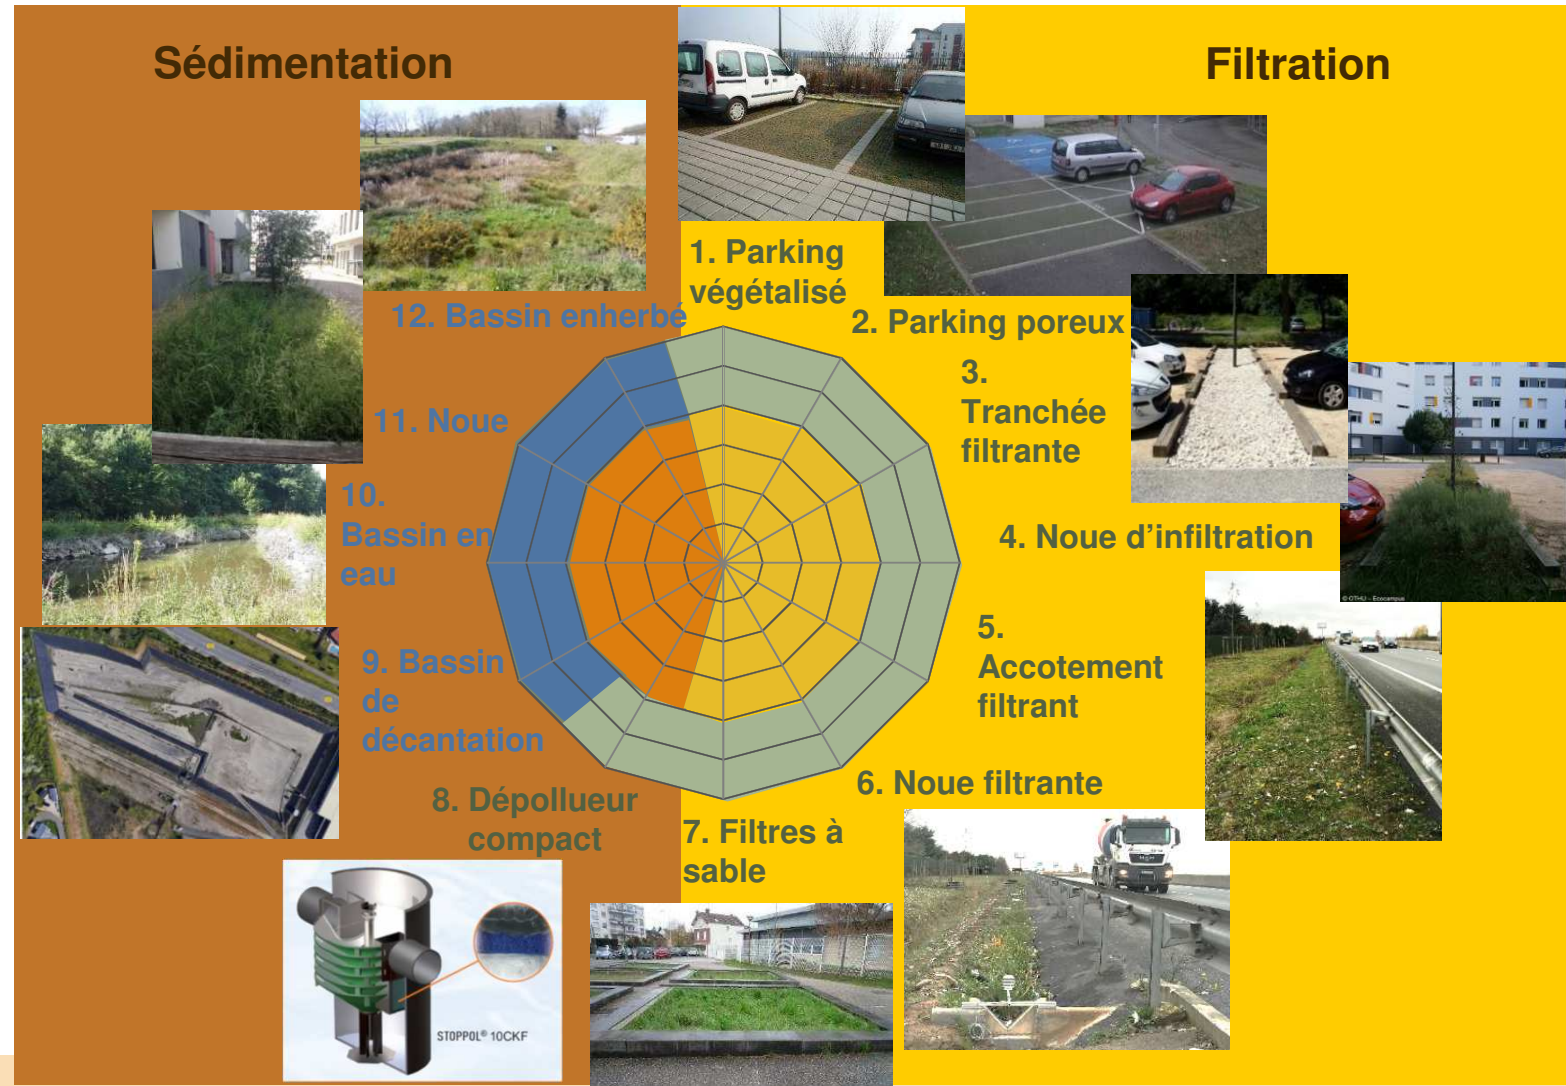 Sédimentation
Filtration
1. Parking
végétalisé
2. Parking poreux
3.
Tranchée
filtrante
4. Noue d’infiltration
© OTHU – Ecocampus
5.
Accotement
filtrant
6. Noue filtrante
7. Filtres à
sable
8. Dépollueur
compact
STOPPOL® 10CKF
9. Bassin
de
décantation
10.
Bassin en
eau
11. Noue
12. Bassin enherbé